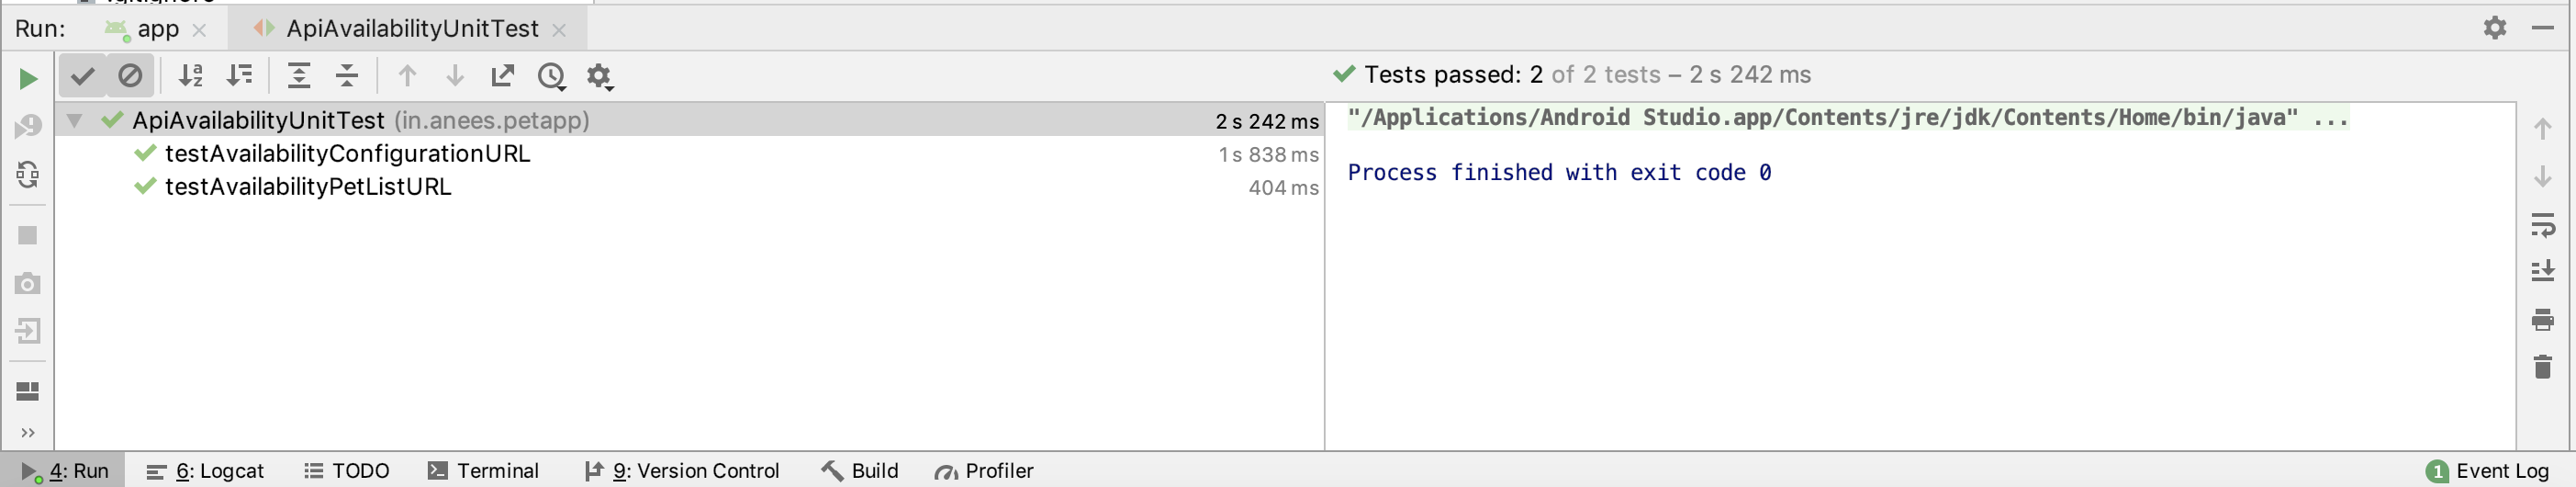 Run: app ApiAvailabilityUnitTest
Tests passed: 2 of 2 tests – 2 s 242 ms
ApiAvailabilityUnitTest (in.anees.petapp) 2 s 242 ms
testAvailabilityConfigurationURL 1 s 838 ms
testAvailabilityPetListURL 404 ms
"/Applications/Android Studio.app/Contents/jre/jdk/Contents/Home/bin/java" ...
Process finished with exit code 0
4: Run 6: Logcat TODO Terminal 9: Version Control Build Profiler 1 Event Log